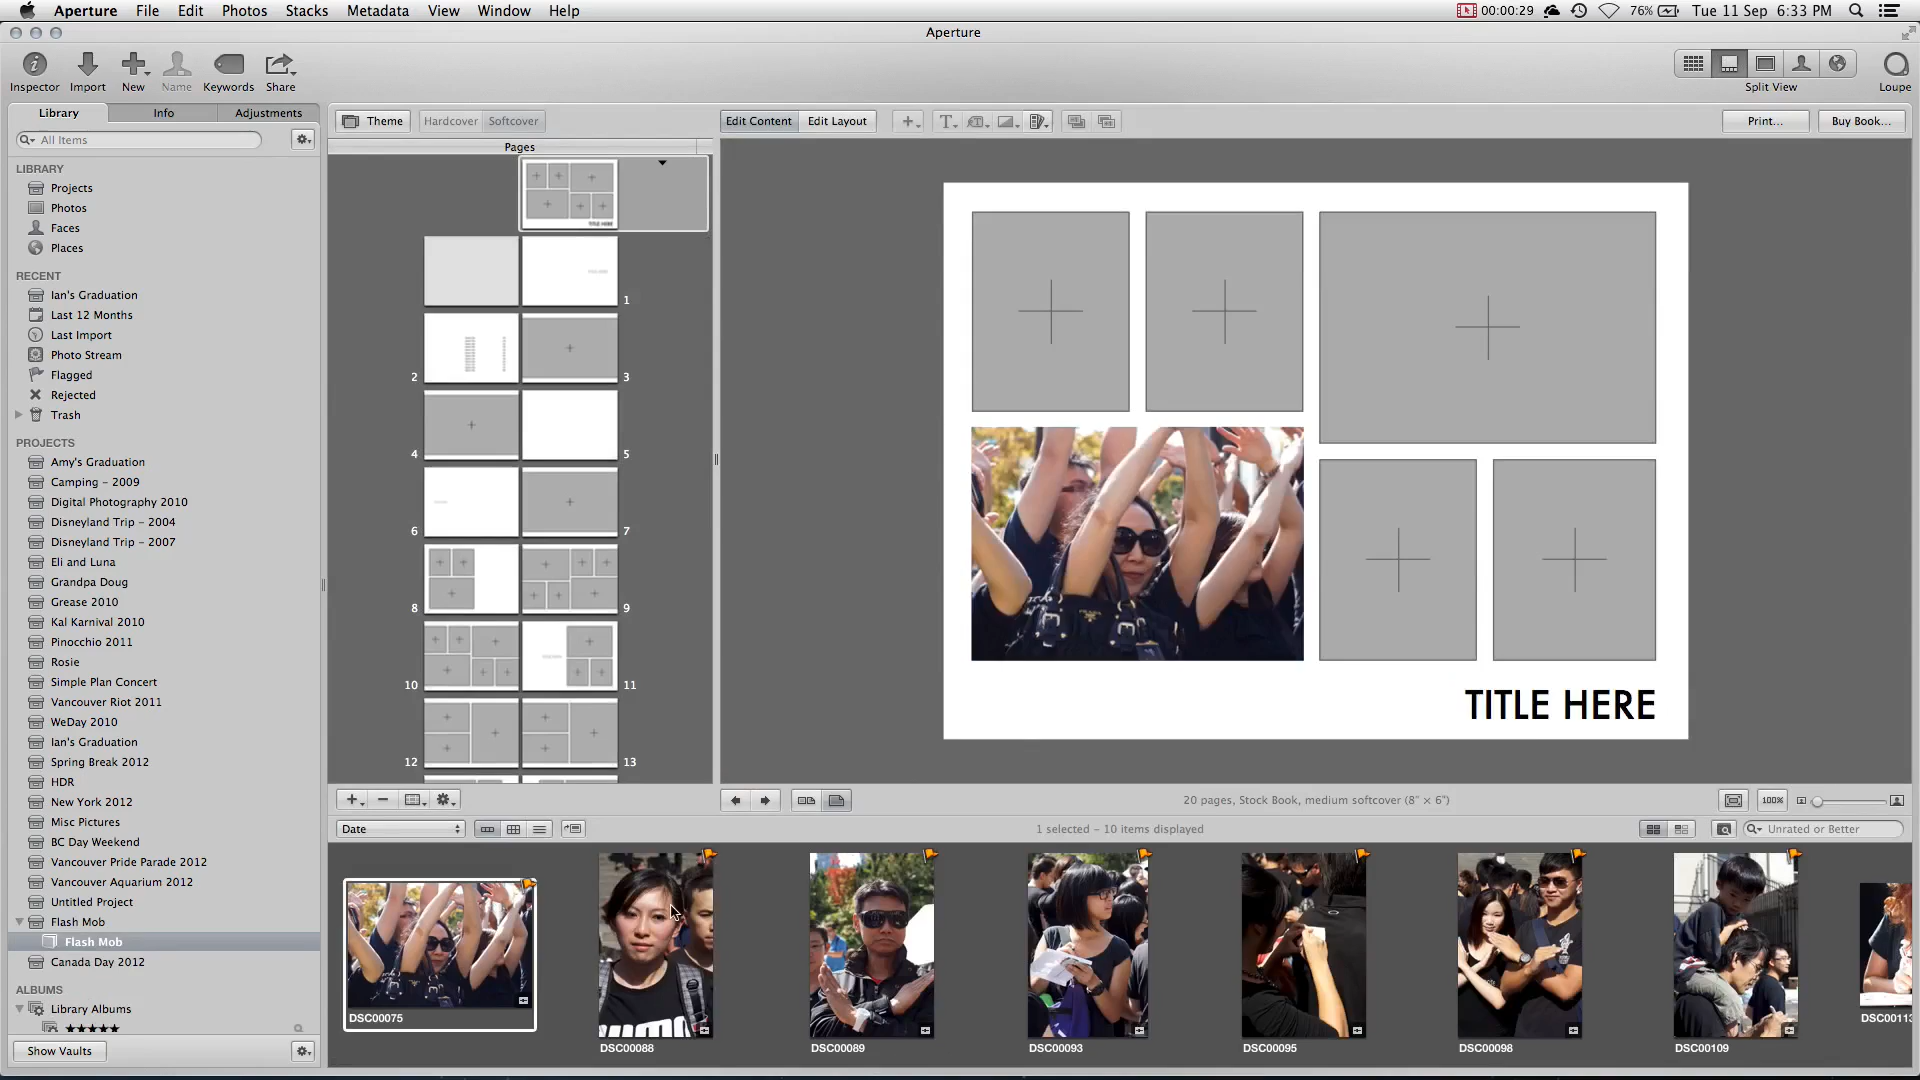 Aperture File Edit Photos Stacks Metadata View Window Help 00:00:29 76% Tue 11 Sep 6:33 PM
Aperture
Inspector Import New Name Keywords Share Split View Loupe
Library Info Adjustments
All Items
LIBRARY
Projects
Photos
Faces
Places
RECENT
Ian's Graduation
Last 12 Months
Last Import
Photo Stream
Flagged
Rejected
Trash
PROJECTS
Amy's Graduation
Camping – 2009
Digital Photography 2010
Disneyland Trip – 2004
Disneyland Trip – 2007
Eli and Luna
Grandpa Doug
Grease 2010
Kal Karnival 2010
Pinocchio 2011
Rosie
Simple Plan Concert
Vancouver Riot 2011
WeDay 2010
Ian's Graduation
Spring Break 2012
HDR
New York 2012
Misc Pictures
BC Day Weekend
Vancouver Pride Parade 2012
Vancouver Aquarium 2012
Untitled Project
Flash Mob
Flash Mob
Canada Day 2012
ALBUMS
Library Albums
★★★★★
Show Vaults
Theme Hardcover Softcover
Pages
TITLE HERE
1
2 3
4 5
6 7
8 9
10 11
12 13
Edit Content Edit Layout Print... Buy Book...
TITLE HERE
20 pages, Stock Book, medium softcover (8" × 6") 100%
Date 1 selected – 10 items displayed Unrated or Better
PRADA
PUMA
DSC00075 DSC00088 DSC00089 DSC00093 DSC00095 DSC00098 DSC00109 DSC00113